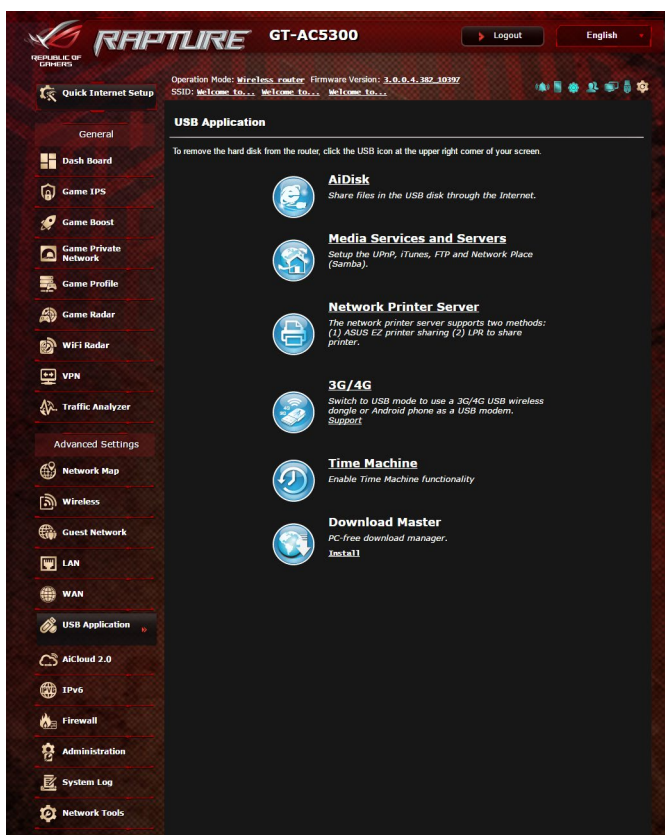 REPUBLIC OF
GAMERS
RAPTURE
GT-AC5300
Logout
English
Quick Internet Setup
Operation Mode: Wireless router Firmware Version: 3.0.0.4.382_10397
SSID: Welcome to... Welcome to... Welcome to...
General
Dash Board
Game IPS
Game Boost
Game Private
Network
Game Profile
Game Radar
WiFi Radar
VPN
Traffic Analyzer
Advanced Settings
Network Map
Wireless
Guest Network
LAN
WAN
USB Application
AiCloud 2.0
IPv6
Firewall
Administration
System Log
Network Tools
USB Application
To remove the hard disk from the router, click the USB icon at the upper right corner of your screen.
AiDisk
Share files in the USB disk through the Internet.
Media Services and Servers
Setup the UPnP, iTunes, FTP and Network Place
(Samba).
Network Printer Server
The network printer server supports two methods:
(1) ASUS EZ printer sharing (2) LPR to share
printer.
3G/4G
Switch to USB mode to use a 3G/4G USB wireless
dongle or Android phone as a USB modem.
Support
Time Machine
Enable Time Machine functionality
Download Master
PC-free download manager.
Install